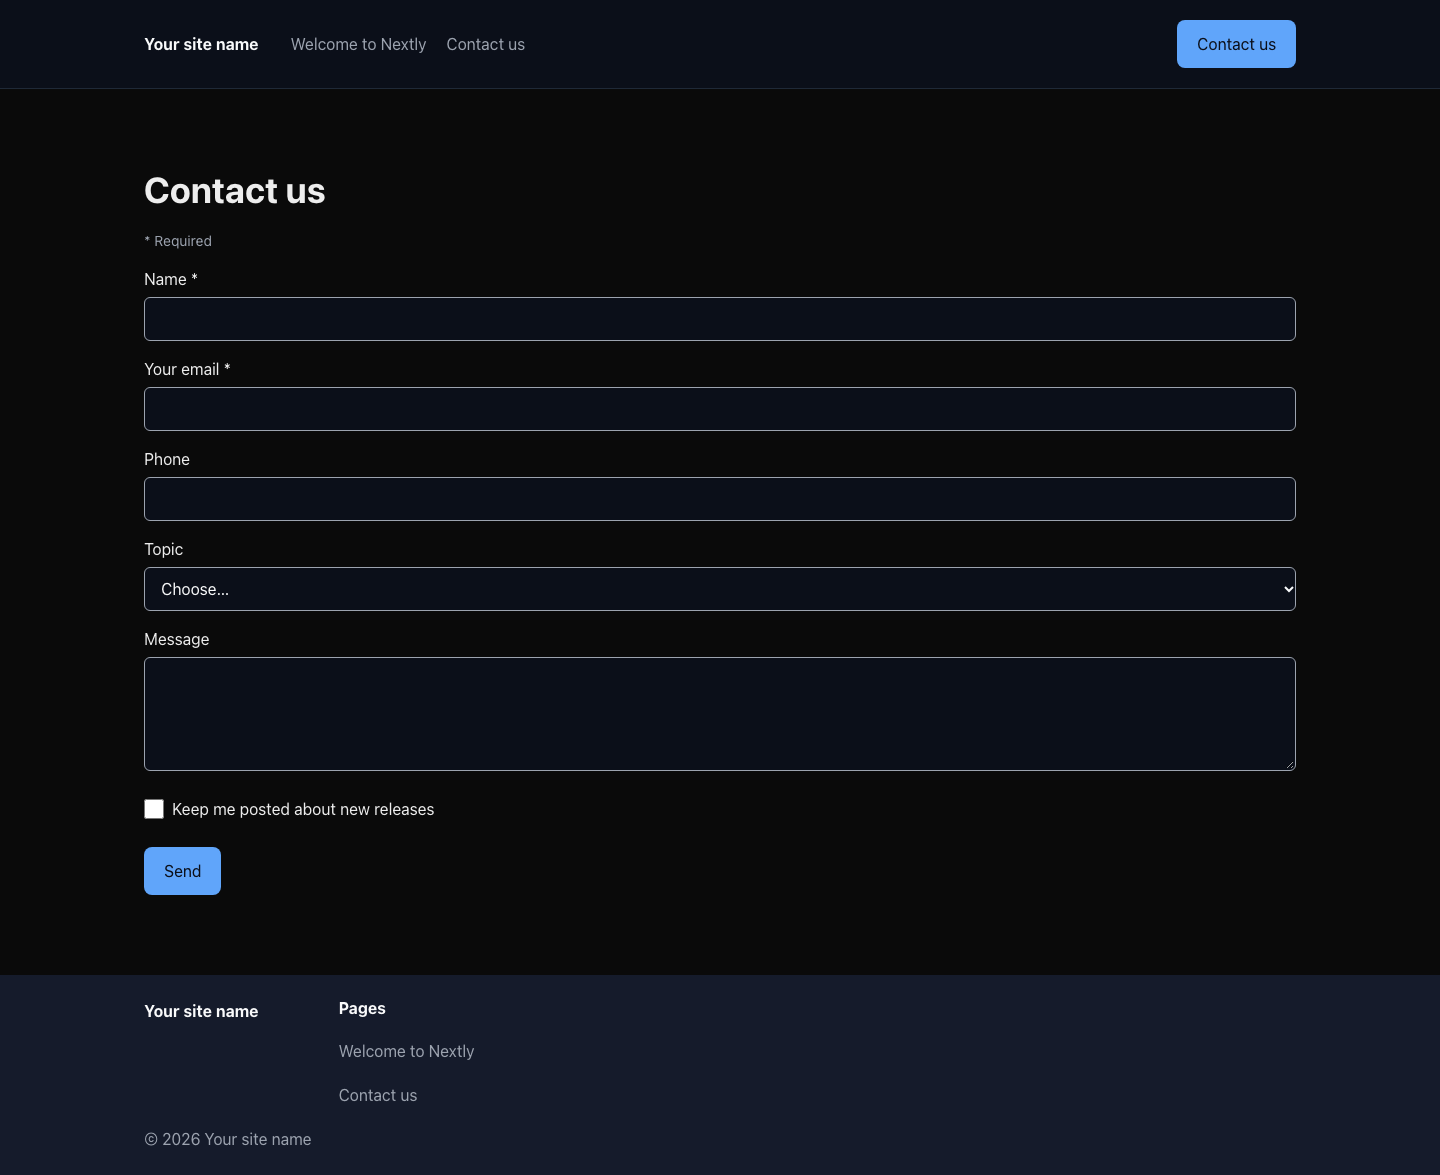 Your site name Welcome to Nextly Contact us Contact us
Contact us
* Required
Name *
Your email *
Phone
Topic
Choose...
Message
Keep me posted about new releases
Send
Your site name
Pages
Welcome to Nextly
Contact us
© 2026 Your site name